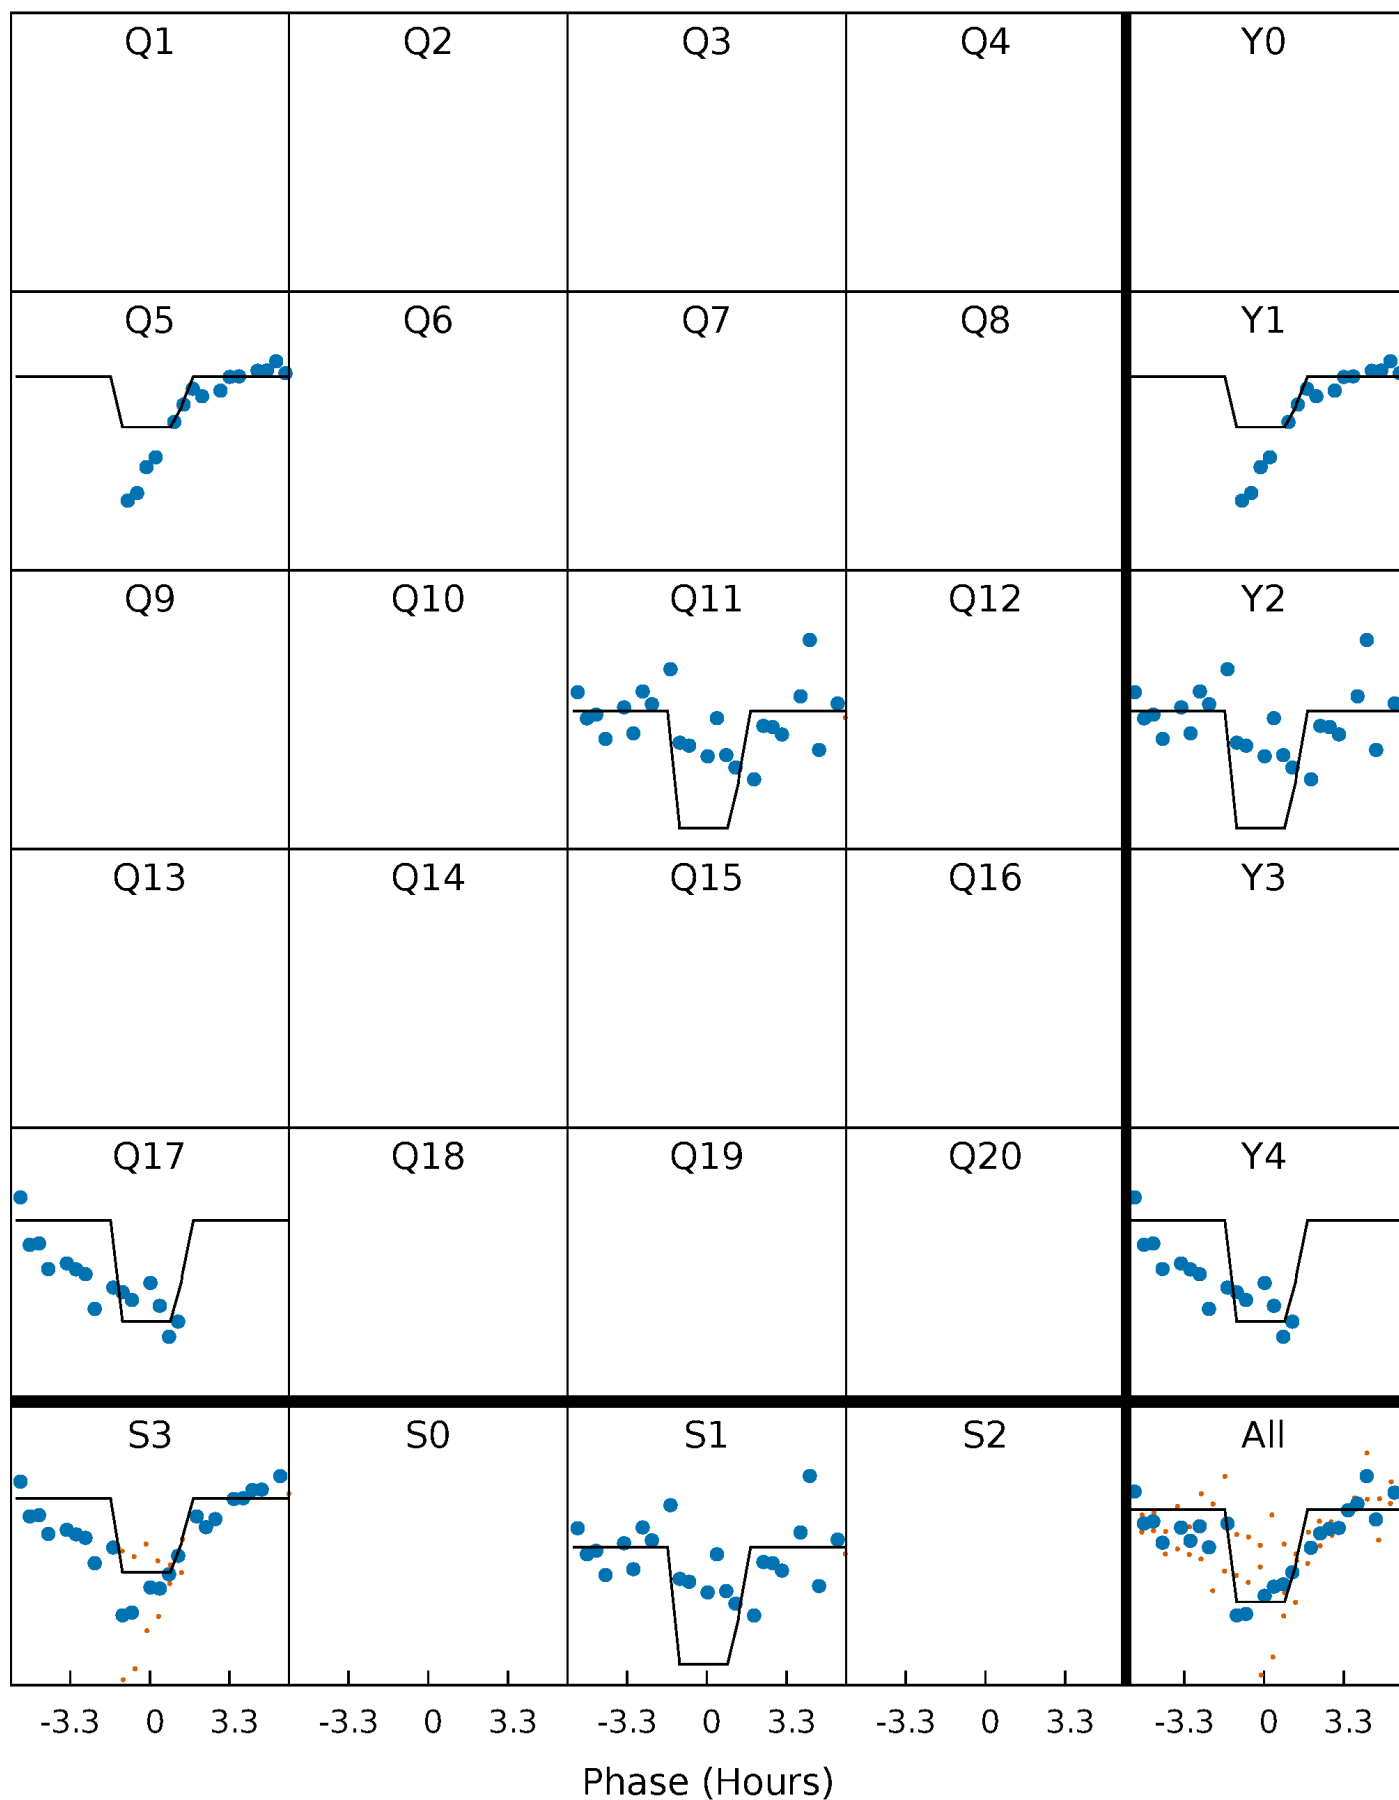 Q1 Q2 Q3 Q4 Y0
Q5 Q6 Q7 Q8 Y1
Q9 Q10 Q11 Q12 Y2
Q13 Q14 Q15 Q16 Y3
Q17 Q18 Q19 Q20 Y4
S3 S0 S1 S2 All
-3.3 0 3.3 -3.3 0 3.3 -3.3 0 3.3 -3.3 0 3.3 -3.3 0 3.3
Phase (Hours)